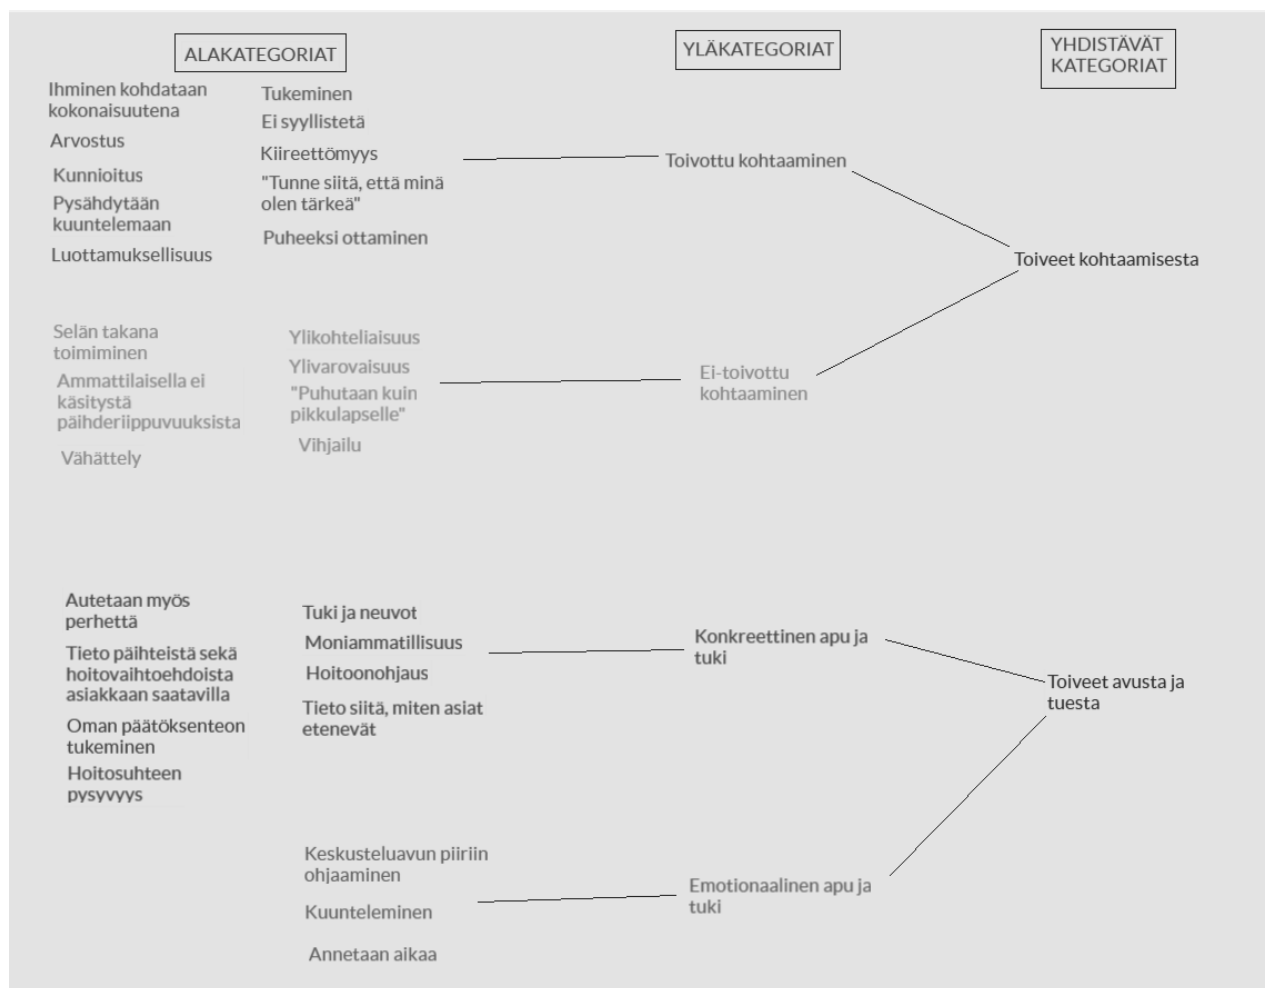 ALAKATEGORIAT
YLÄKATEGORIAT
YHDISTÄVÄT
KATEGORIAT
Ihminen kohdataan
kokonaisuutena
Arvostus
Kunnioitus
Pysähdytään
kuuntelemaan
Luottamuksellisuus
Tukeminen
Ei syyllistetä
Kiireettömyys
"Tunne siitä, että minä
olen tärkeä"
Puheeksi ottaminen
Toivottu kohtaaminen
Toiveet kohtaamisesta
Selän takana
toimiminen
Ammattilaisella ei
käsitystä
päihderiippuvuuksista
Vähättely
Ylikohteliaisuus
Ylivarovaisuus
"Puhutaan kuin
pikkulapselle"
Vihjailu
Ei-toivottu
kohtaaminen
Autetaan myös
perhettä
Tieto päihteistä sekä
hoitovaihtoehdoista
asiakkaan saatavilla
Oman päätöksenteon
tukeminen
Hoitosuhteen
pysyvyys
Tuki ja neuvot
Moniammatillisuus
Hoitoonohjaus
Tieto siitä, miten asiat
etenevät
Konkreettinen apu ja
tuki
Toiveet avusta ja
tuesta
Keskusteluavun piiriin
ohjaaminen
Kuunteleminen
Annetaan aikaa
Emotionaalinen apu ja
tuki